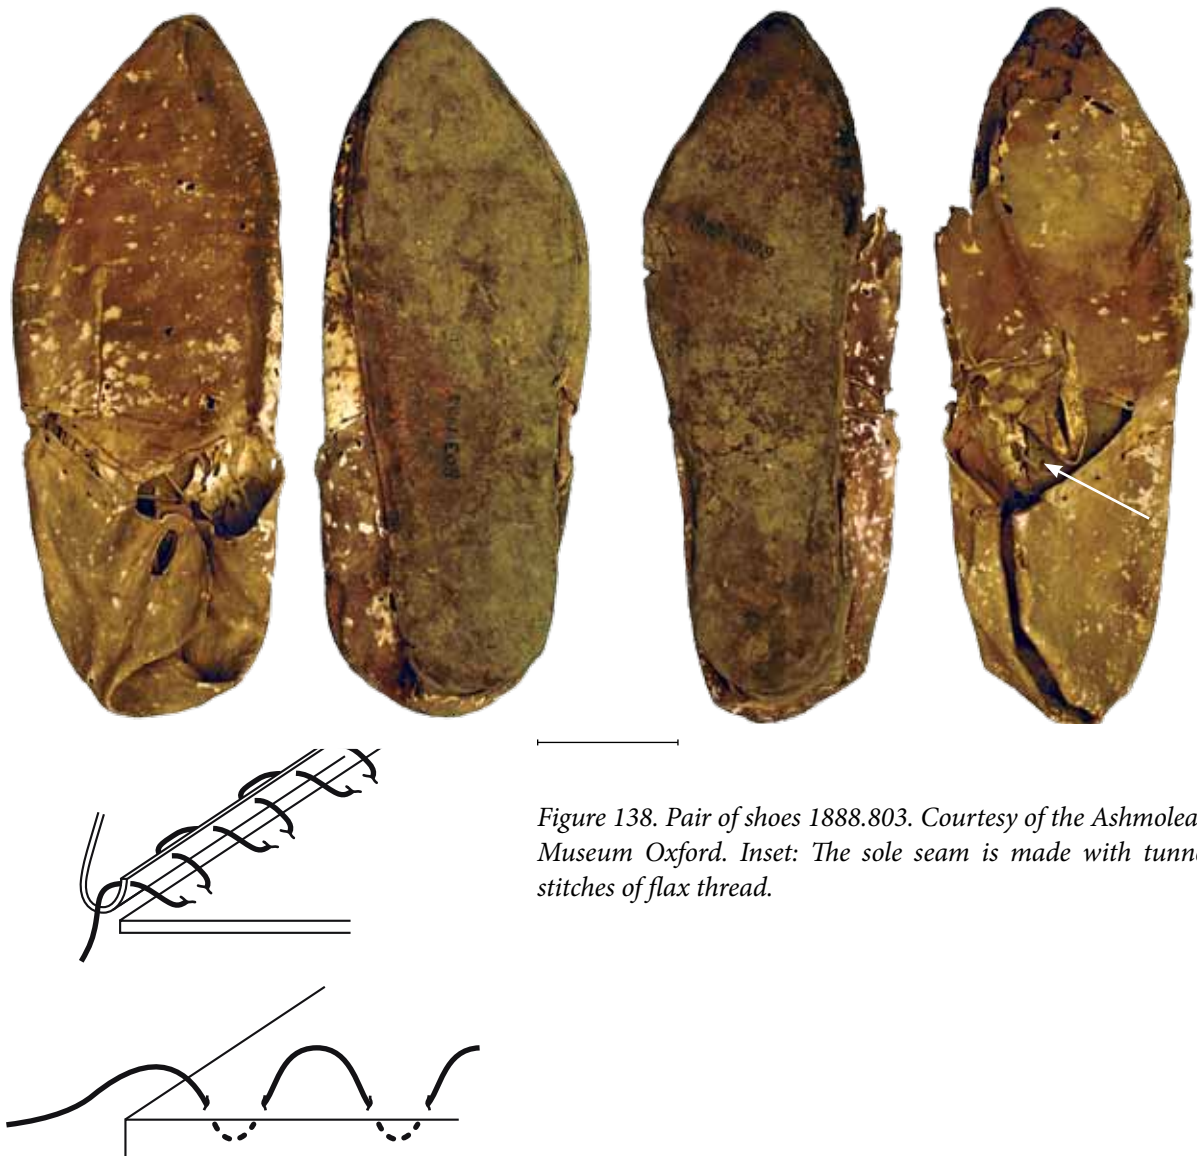 Figure 138. Pair of shoes 1888.803. Courtesy of the Ashmolea
Museum Oxford. Inset: The sole seam is made with tunn
stitches of flax thread.